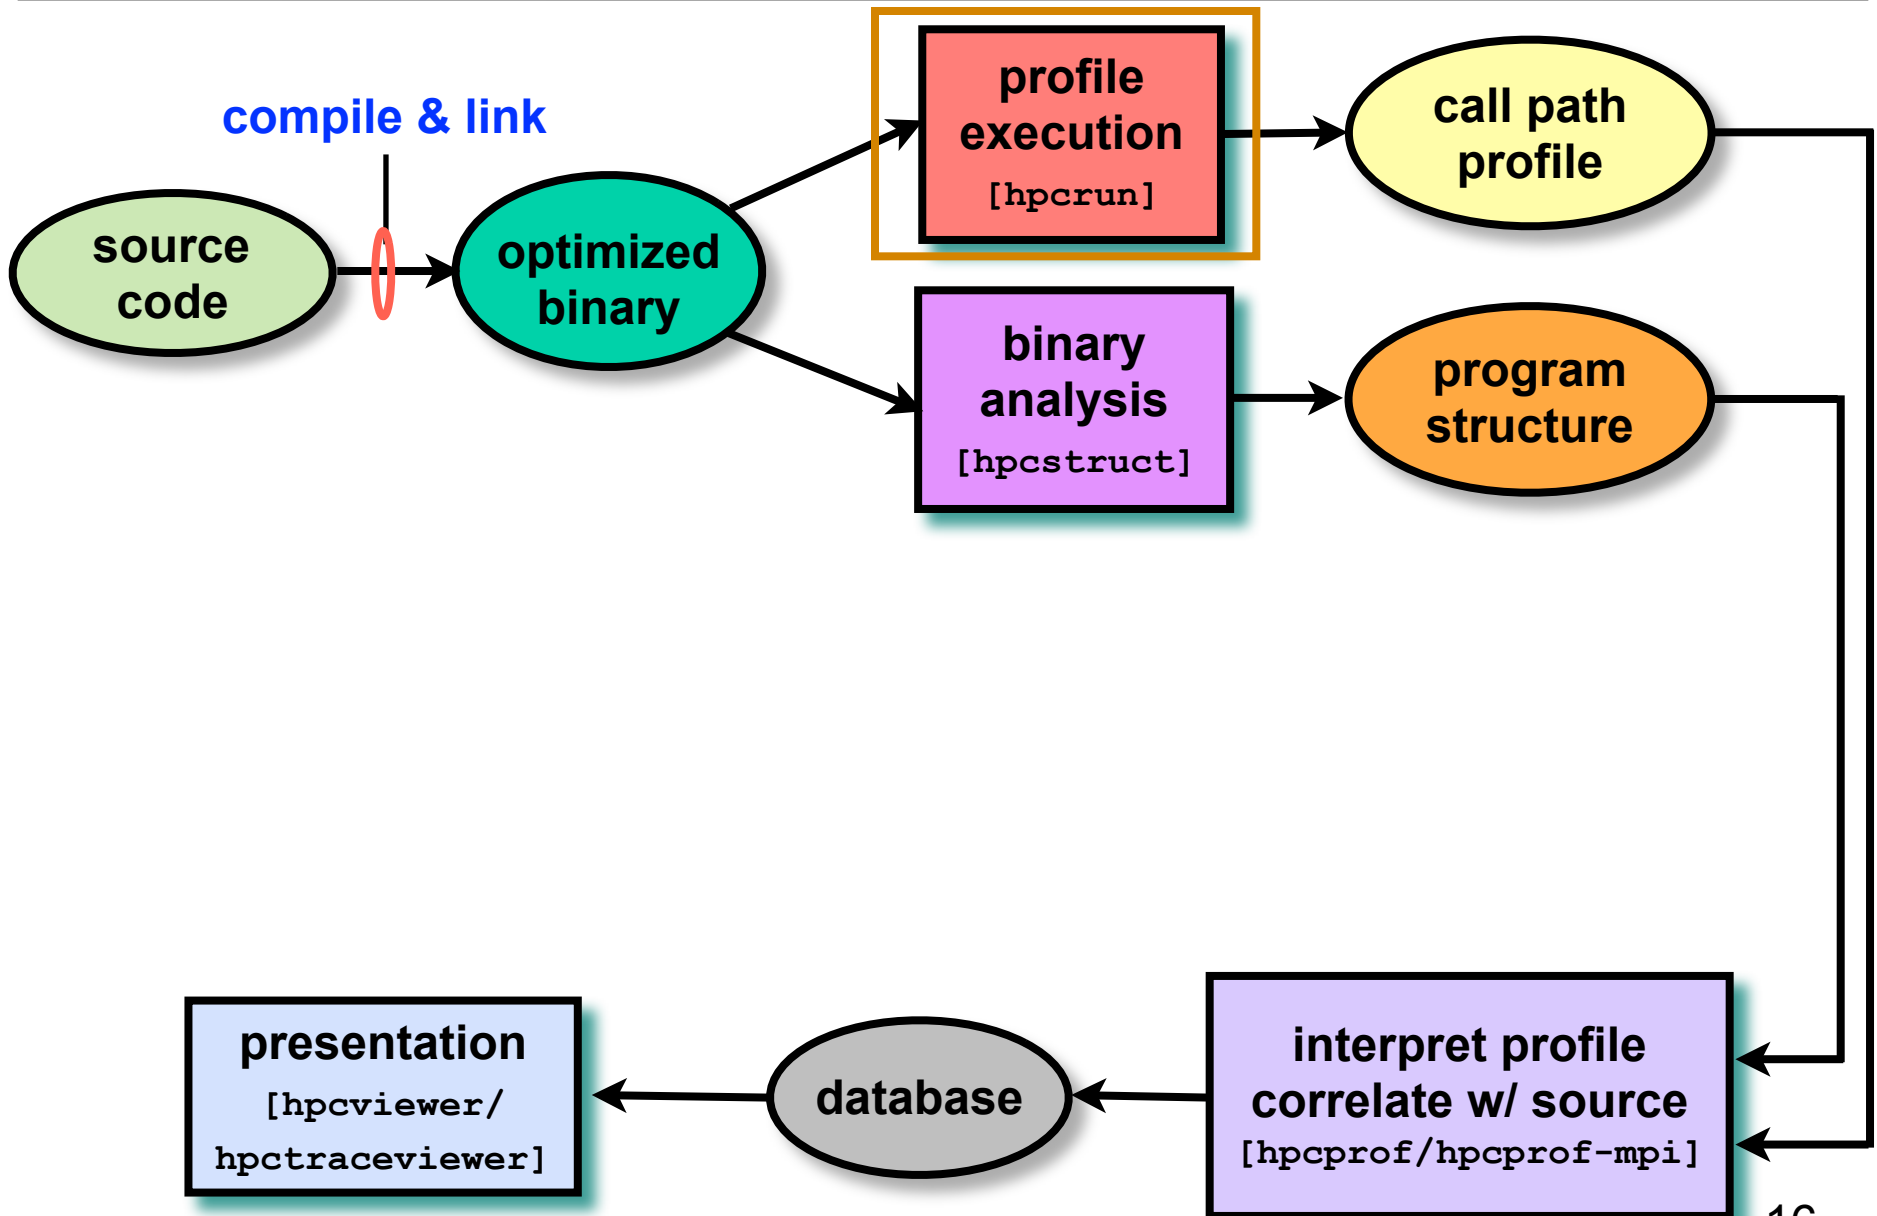 compile & link
source
code
optimized
binary
profile
execution
[hpcrun]
call path
profile
binary
analysis
[hpcstruct]
program
structure
interpret profile
correlate w/ source
[hpcprof/hpcprof-mpi]
database
presentation
[hpcviewer/
hpctraceviewer]